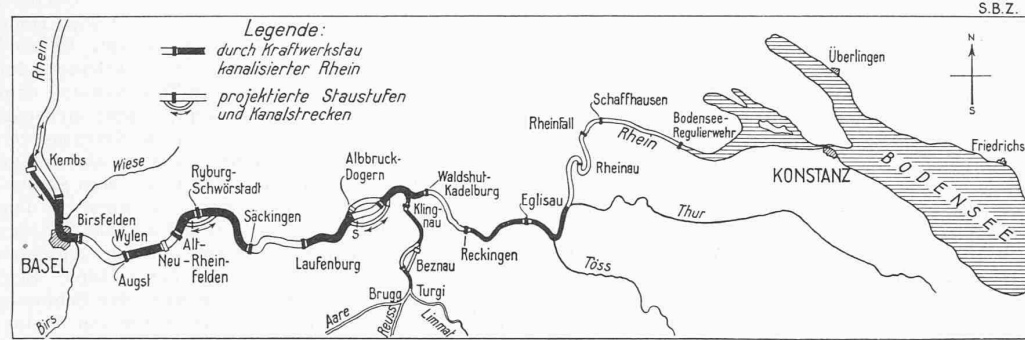 S.B.Z.
Legende:
durch Kraftwerkstau
kanalisierter Rhein
projektierte Staustufen
und Kanalstrecken
Rhein
Kembs
Wiese
BASEL
Birs
Birsfelden
Wylen
Augst
Ryburg-
Schwörstadt
Alt-
Neu-Rhein-
felden
Säckingen
Laufenburg
Albbruck-
Dogern
S
Waldshut-
Kadelburg
Klingnau
Beznau
Brugg
Turgi
Aare
Reuss
Limmat
Reckingen
Eglisau
Töss
Thur
Rheinau
Rheinfall
Schaffhausen
Rhein
Bodensee-
Regulierwehr
KONSTANZ
Überlingen
Friedrichs
BODENSEE
N
S